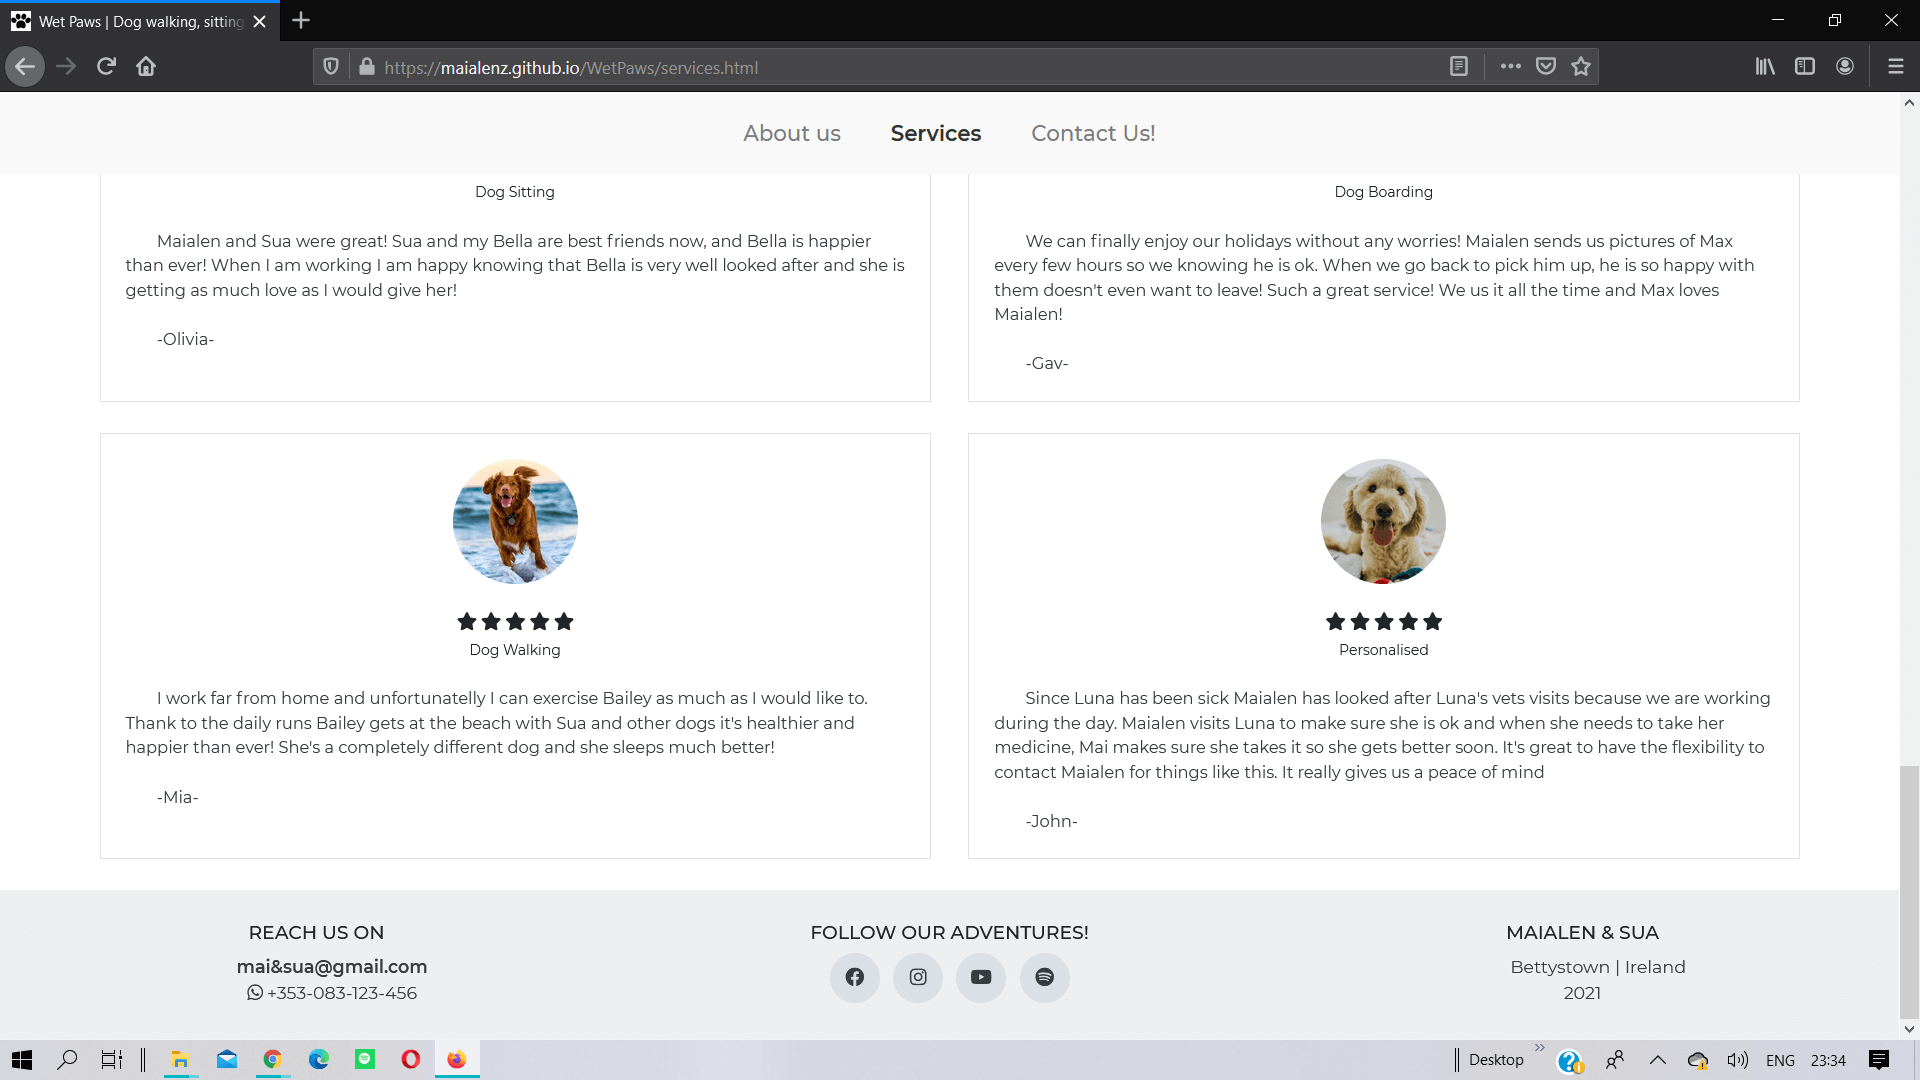 Wet Paws | Dog walking, sitting
https://maialenz.github.io/WetPaws/services.html
About us Services Contact Us!
Dog Sitting
Maialen and Sua were great! Sua and my Bella are best friends now, and Bella is happier
than ever! When I am working I am happy knowing that Bella is very well looked after and she is
getting as much love as I would give her!
-Olivia-
Dog Boarding
We can finally enjoy our holidays without any worries! Maialen sends us pictures of Max
every few hours so we knowing he is ok. When we go back to pick him up, he is so happy with
them doesn't even want to leave! Such a great service! We us it all the time and Max loves
Maialen!
-Gav-
Dog Walking
I work far from home and unfortunatelly I can exercise Bailey as much as I would like to.
Thank to the daily runs Bailey gets at the beach with Sua and other dogs it's healthier and
happier than ever! She's a completely different dog and she sleeps much better!
-Mia-
Personalised
Since Luna has been sick Maialen has looked after Luna's vets visits because we are working
during the day. Maialen visits Luna to make sure she is ok and when she needs to take her
medicine, Mai makes sure she takes it so she gets better soon. It's great to have the flexibility to
contact Maialen for things like this. It really gives us a peace of mind
-John-
REACH US ON
mai&sua@gmail.com
+353-083-123-456
FOLLOW OUR ADVENTURES!
MAIALEN & SUA
Bettystown | Ireland
2021
Desktop
ENG
23:34